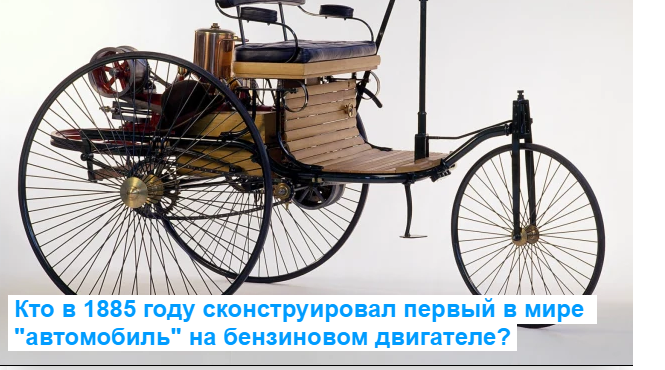 Кто в 1885 году сконструировал первый в мире
"автомобиль" на бензиновом двигателе?